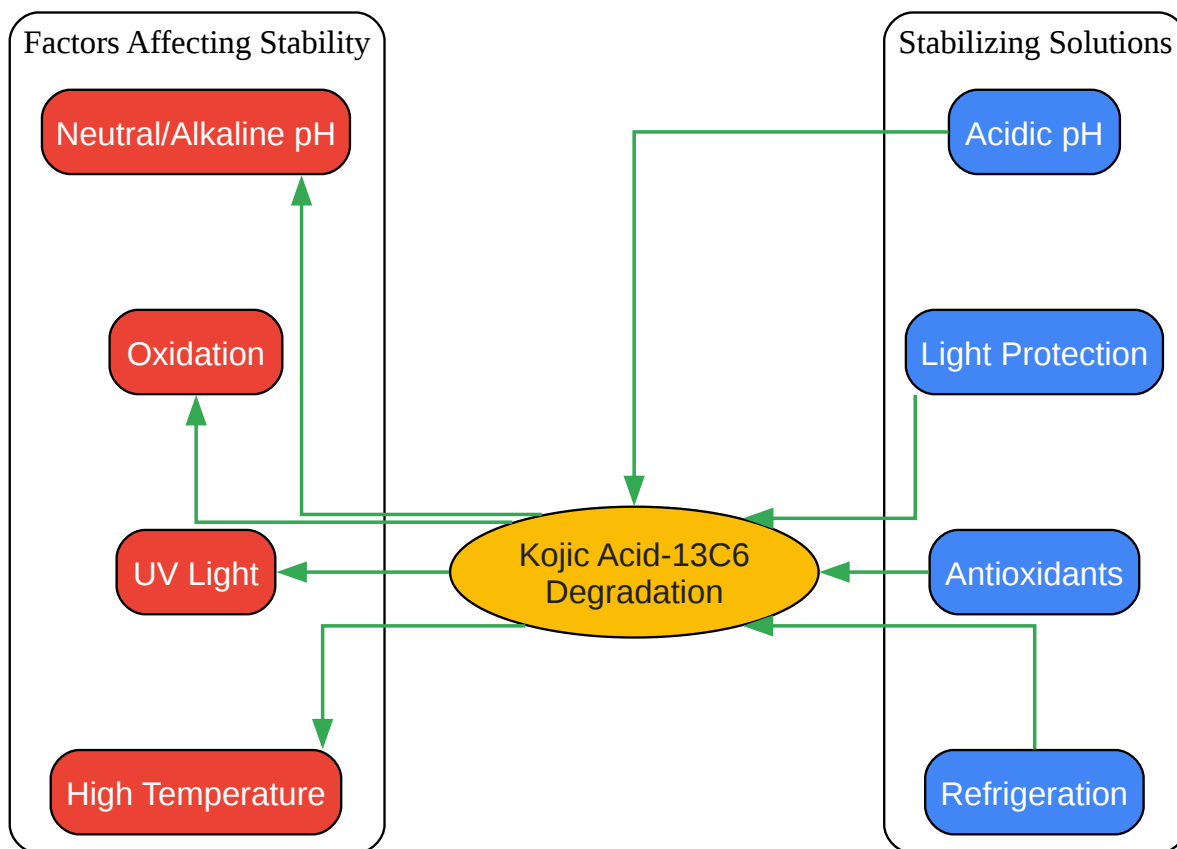 Factors Affecting Stability
Neutral/Alkaline pH
Oxidation
UV Light
High Temperature
Kojic Acid-13C6
Degradation
Stabilizing Solutions
Acidic pH
Light Protection
Antioxidants
Refrigeration